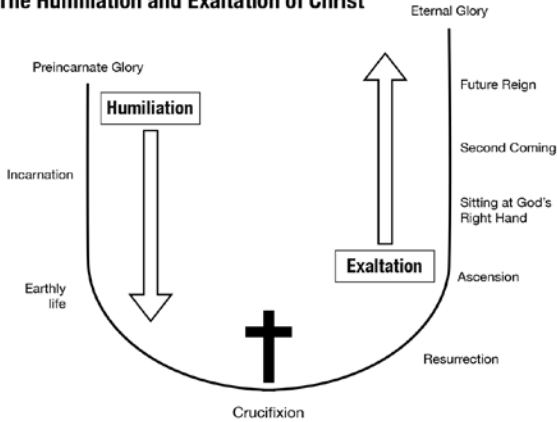 The Humiliation and Exaltation of Christ
Eternal Glory
Preincarnate Glory
Humiliation
Future Reign
Second Coming
Incarnation
Sitting at God's
Right Hand
Exaltation
Ascension
Earthly
life
Resurrection
Crucifixion